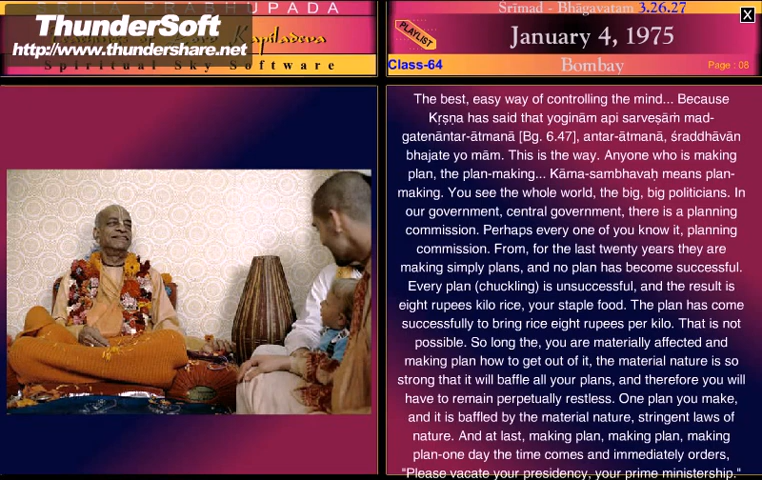 SRILA PRABHUPADA
ThunderSoft
http://www.thundershare.net
Kapiladeva
Spiritual Sky Software
Śrīmad - Bhāgavatam 3.26.27
X
PLAYLIST
January 4, 1975
Class-64
Bombay
Page : 08
The best, easy way of controlling the mind... Because
Kṛṣṇa has said that yoginām api sarveṣāṁ mad-
gatenāntar-ātmanā [Bg. 6.47], antar-ātmanā, śraddhāvān
bhajate yo mām. This is the way. Anyone who is making
plan, the plan-making... Kāma-sambhavaḥ means plan-
making. You see the whole world, the big, big politicians. In
our government, central government, there is a planning
commission. Perhaps every one of you know it, planning
commission. From, for the last twenty years they are
making simply plans, and no plan has become successful.
Every plan (chuckling) is unsuccessful, and the result is
eight rupees kilo rice, your staple food. The plan has come
successfully to bring rice eight rupees per kilo. That is not
possible. So long the, you are materially affected and
making plan how to get out of it, the material nature is so
strong that it will baffle all your plans, and therefore you will
have to remain perpetually restless. One plan you make,
and it is baffled by the material nature, stringent laws of
nature. And at last, making plan, making plan, making
plan-one day the time comes and immediately orders,
"Please vacate your presidency, your prime ministership."